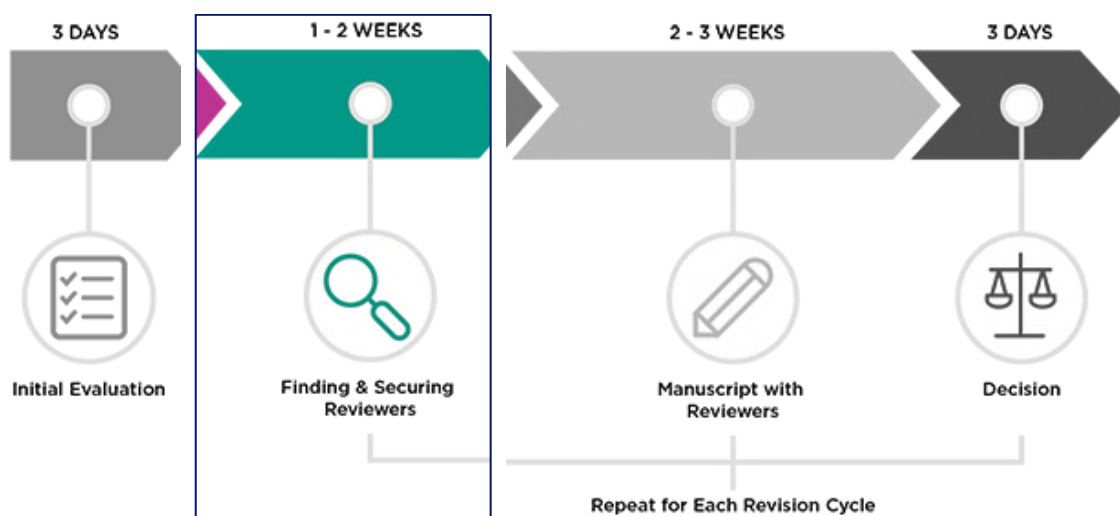 3 DAYS
1 - 2 WEEKS
2 - 3 WEEKS
3 DAYS
Initial Evaluation
Finding & Securing
Reviewers
Manuscript with
Reviewers
Decision
Repeat for Each Revision Cycle